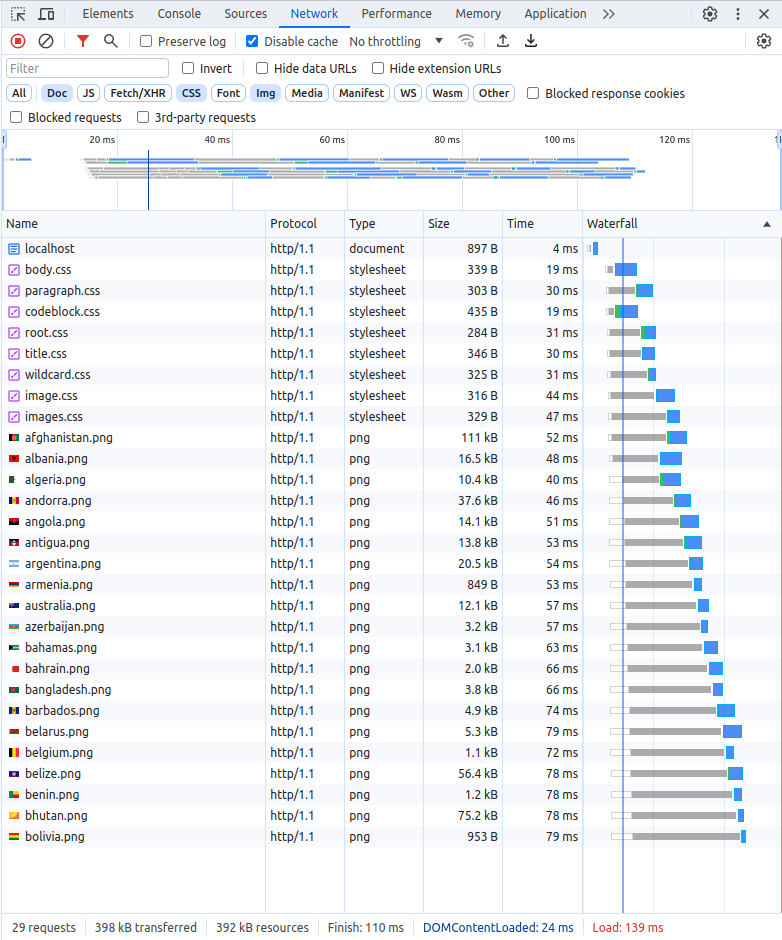 Elements Console Sources Network Performance Memory Application
Preserve log Disable cache No throttling
Filter Invert Hide data URLs Hide extension URLs
All Doc JS Fetch/XHR CSS Font Img Media Manifest WS Wasm Other Blocked response cookies
Blocked requests 3rd-party requests
20 ms 40 ms 60 ms 80 ms 100 ms 120 ms
Name Protocol Type Size Time Waterfall
localhost http/1.1 document 897 B 4 ms
body.css http/1.1 stylesheet 339 B 19 ms
paragraph.css http/1.1 stylesheet 303 B 30 ms
codeblock.css http/1.1 stylesheet 435 B 19 ms
root.css http/1.1 stylesheet 284 B 31 ms
title.css http/1.1 stylesheet 346 B 30 ms
wildcard.css http/1.1 stylesheet 325 B 31 ms
image.css http/1.1 stylesheet 316 B 44 ms
images.css http/1.1 stylesheet 329 B 47 ms
afghanistan.png http/1.1 png 111 kB 52 ms
albania.png http/1.1 png 16.5 kB 48 ms
algeria.png http/1.1 png 10.4 kB 40 ms
andorra.png http/1.1 png 37.6 kB 46 ms
angola.png http/1.1 png 14.1 kB 51 ms
antigua.png http/1.1 png 13.8 kB 53 ms
argentina.png http/1.1 png 20.5 kB 54 ms
armenia.png http/1.1 png 849 B 53 ms
australia.png http/1.1 png 12.1 kB 57 ms
azerbaijan.png http/1.1 png 3.2 kB 57 ms
bahamas.png http/1.1 png 3.1 kB 63 ms
bahrain.png http/1.1 png 2.0 kB 66 ms
bangladesh.png http/1.1 png 3.8 kB 66 ms
barbados.png http/1.1 png 4.9 kB 74 ms
belarus.png http/1.1 png 5.3 kB 79 ms
belgium.png http/1.1 png 1.1 kB 72 ms
belize.png http/1.1 png 56.4 kB 78 ms
benin.png http/1.1 png 1.2 kB 78 ms
bhutan.png http/1.1 png 75.2 kB 78 ms
bolivia.png http/1.1 png 953 B 79 ms
29 requests 398 kB transferred 392 kB resources Finish: 110 ms DOMContentLoaded: 24 ms Load: 139 ms